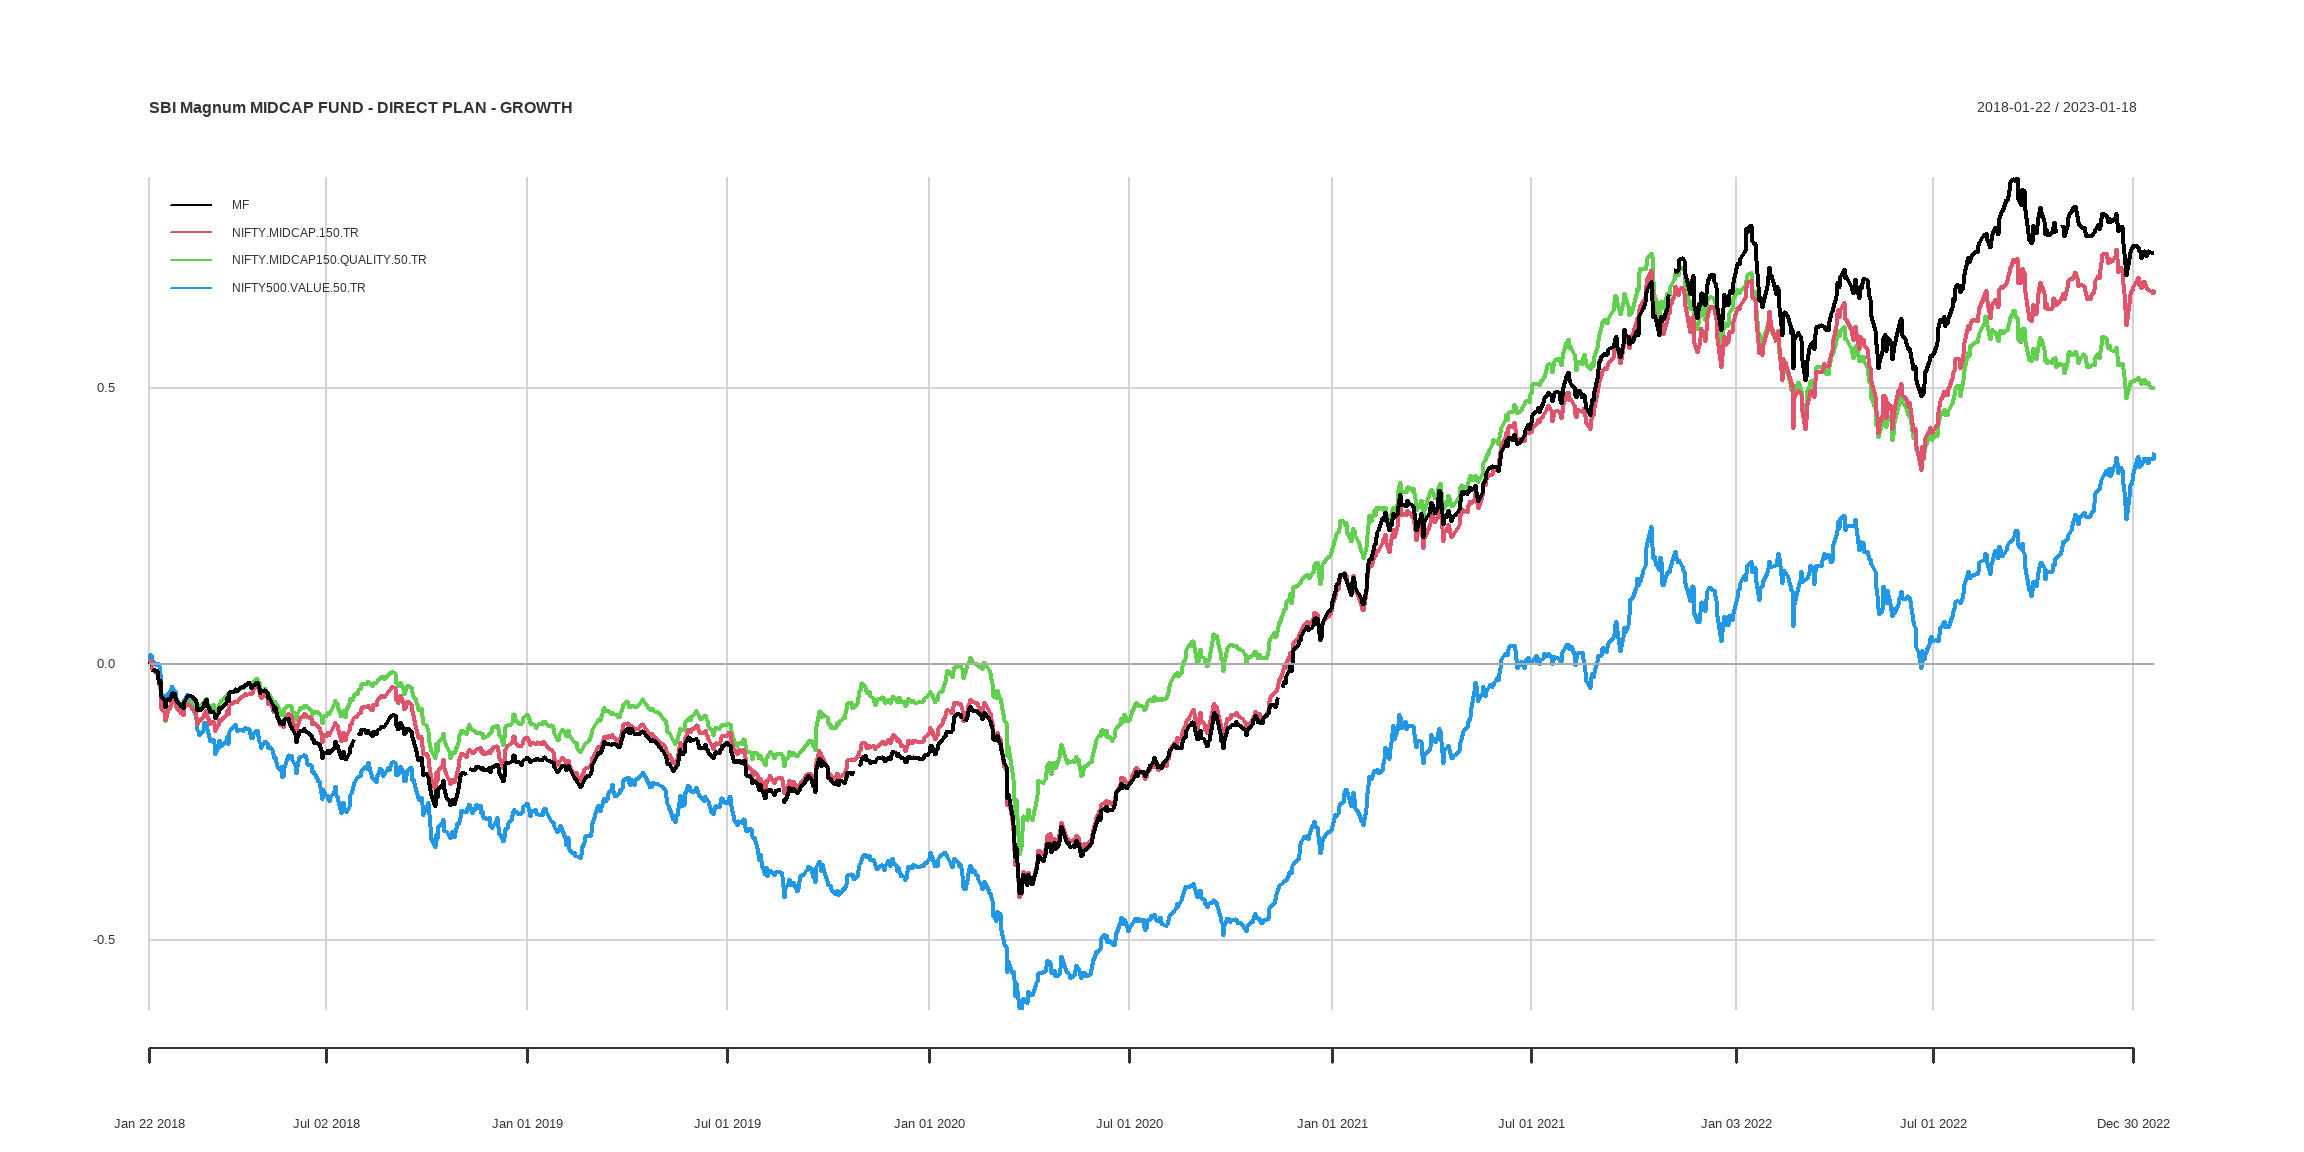 SBI Magnum MIDCAP FUND - DIRECT PLAN - GROWTH
2018-01-22 / 2023-01-18
MF
NIFTY.MIDCAP.150.TR
NIFTY.MIDCAP150.QUALITY.50.TR
NIFTY500.VALUE.50.TR
0.5
0.0
-0.5
Jan 22 2018
Jul 02 2018
Jan 01 2019
Jul 01 2019
Jan 01 2020
Jul 01 2020
Jan 01 2021
Jul 01 2021
Jan 03 2022
Jul 01 2022
Dec 30 2022